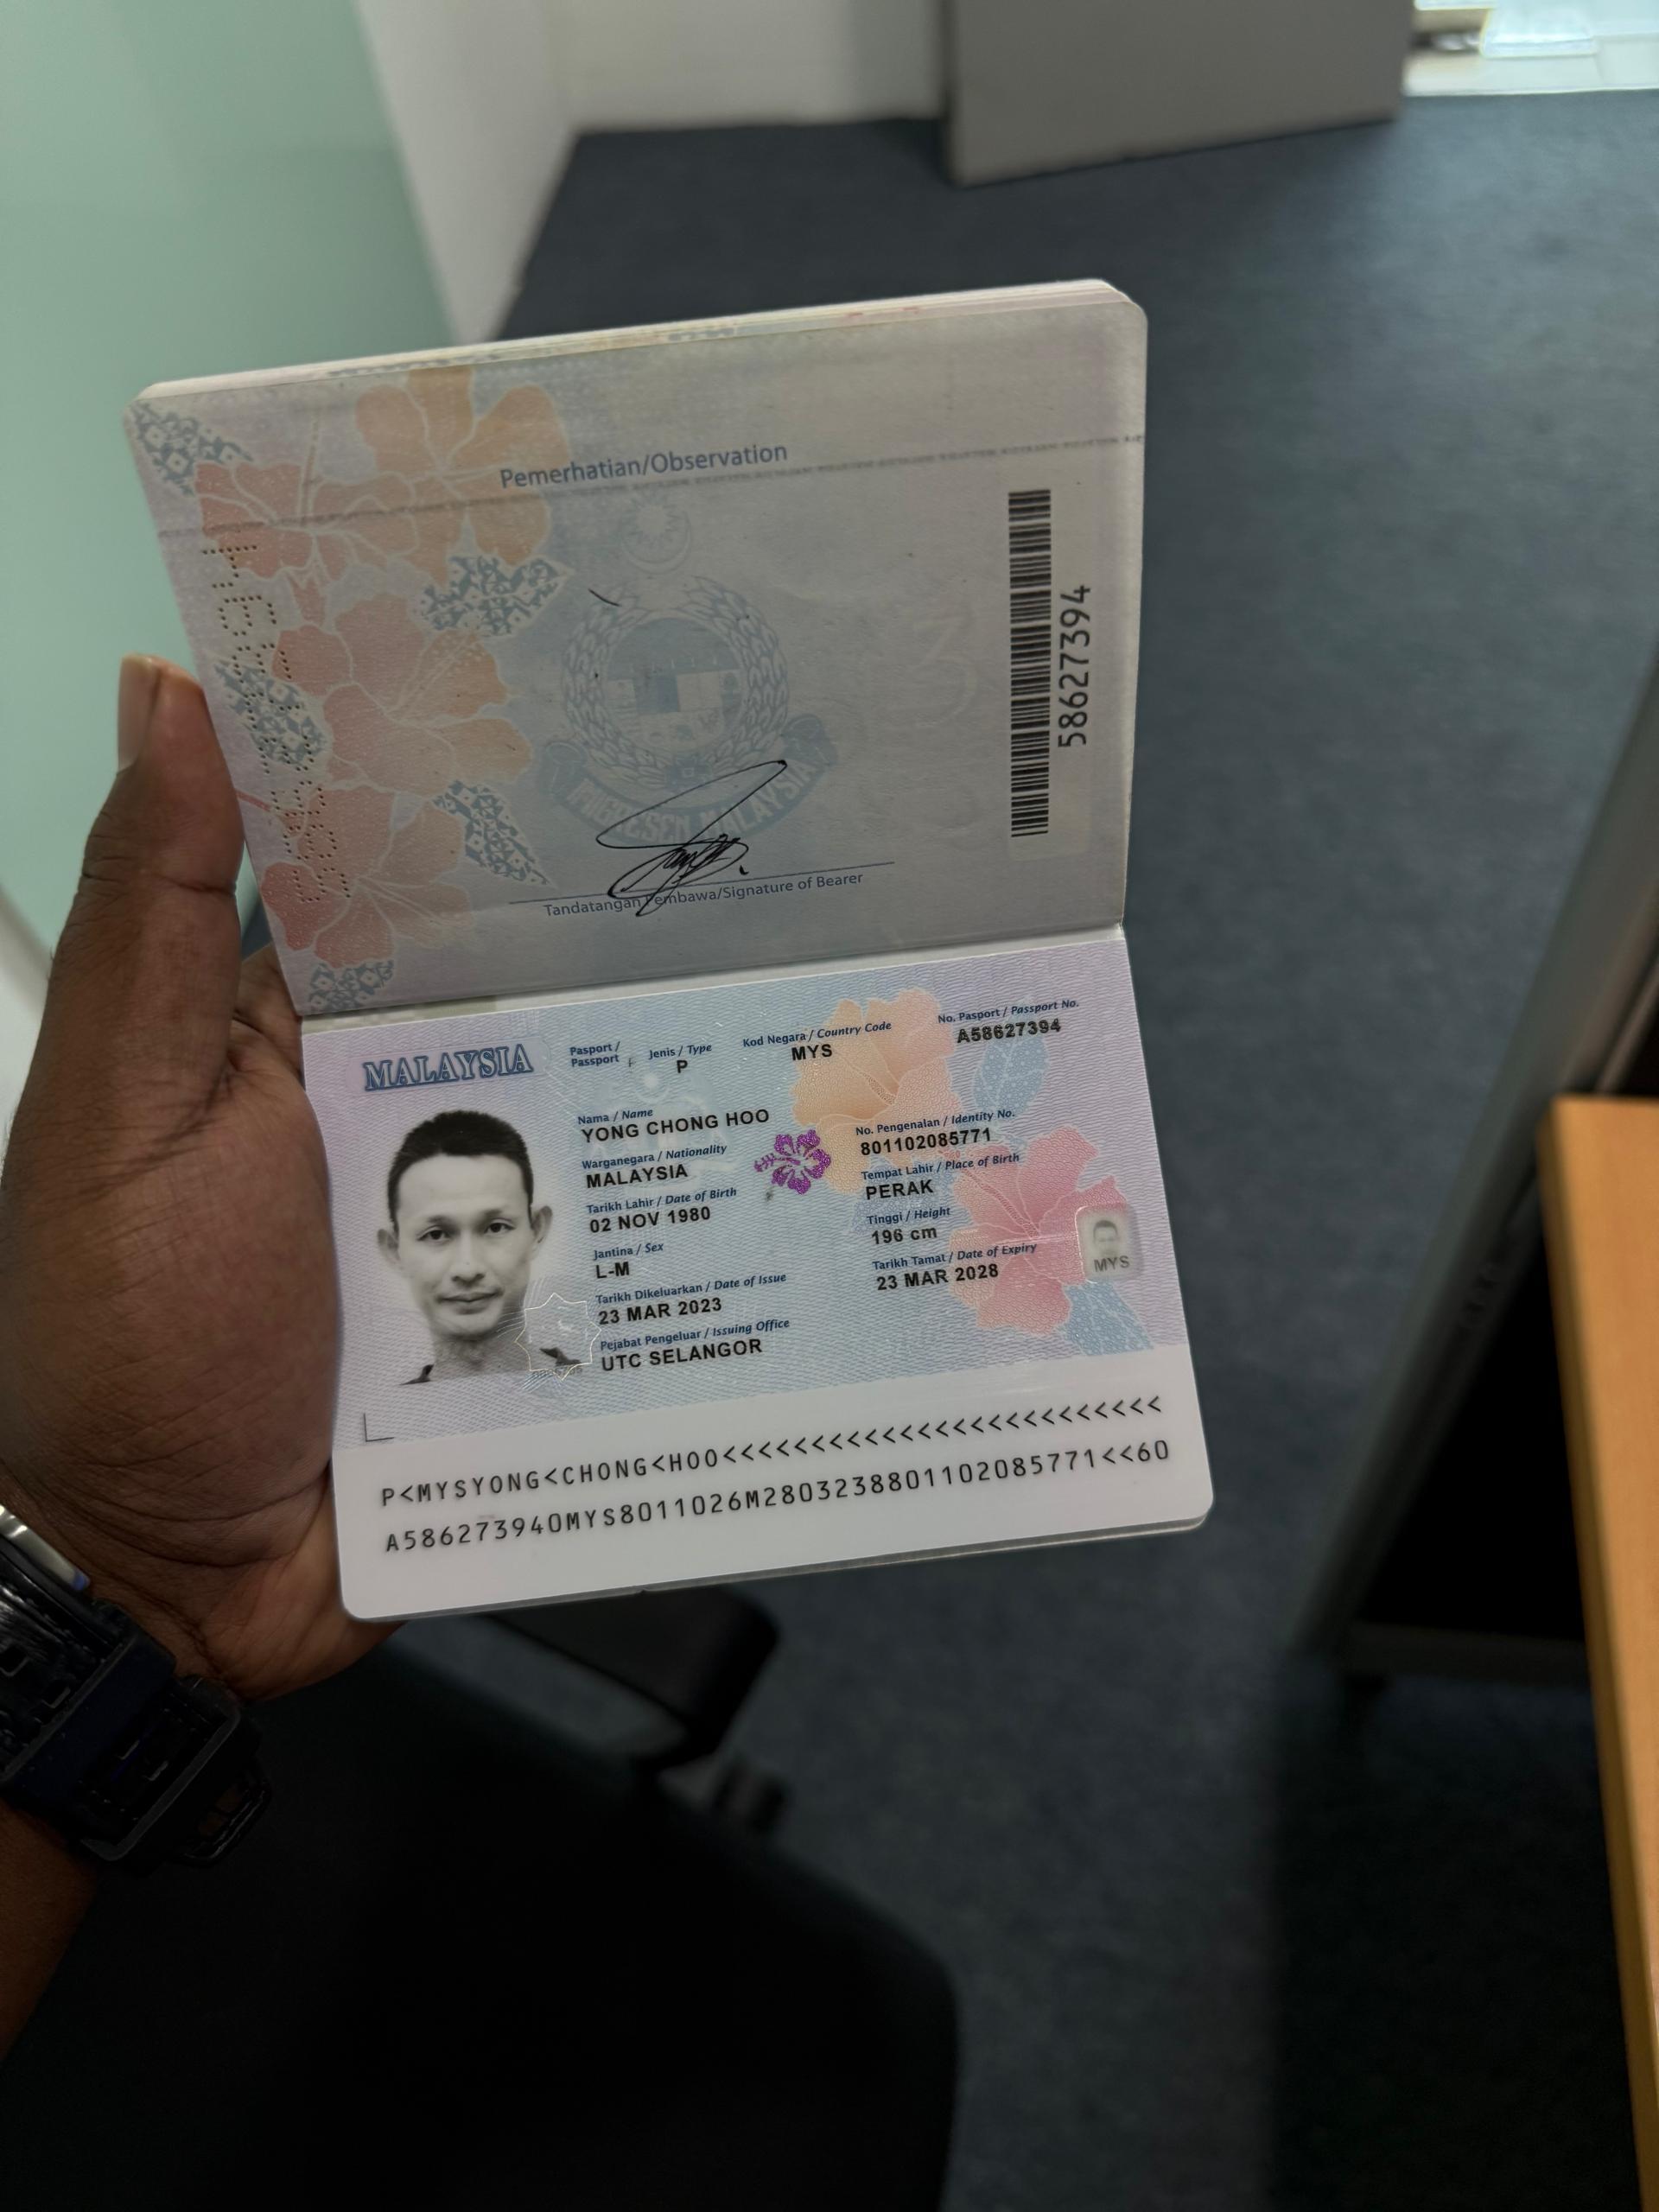 Pemerhatian/Observation
58627394
Tandatangan Pembawa/Signature of Bearer
MALAYSIA
Pasport / Passport
Jenis / Type
P
Kod Negara / Country Code
MYS
No. Pasport / Passport No.
A58627394
Nama / Name
YONG CHONG HOO
Warganegara / Nationality
MALAYSIA
Tarikh Lahir / Date of Birth
02 NOV 1980
Jantina / Sex
L-M
Tarikh Dikeluarkan / Date of Issue
23 MAR 2023
Pejabat Pengeluar / Issuing Office
UTC SELANGOR
No. Pengenalan / Identity No.
801102085771
Tempat Lahir / Place of Birth
PERAK
Tinggi / Height
196 cm
Tarikh Tamat / Date of Expiry
23 MAR 2028
MYS
P<MYSYONG<CHONG<HOO<<<<<<<<<<<<<<<<<<<<<<<<<
A586273940MYS8011026M2803238801102085771<<60